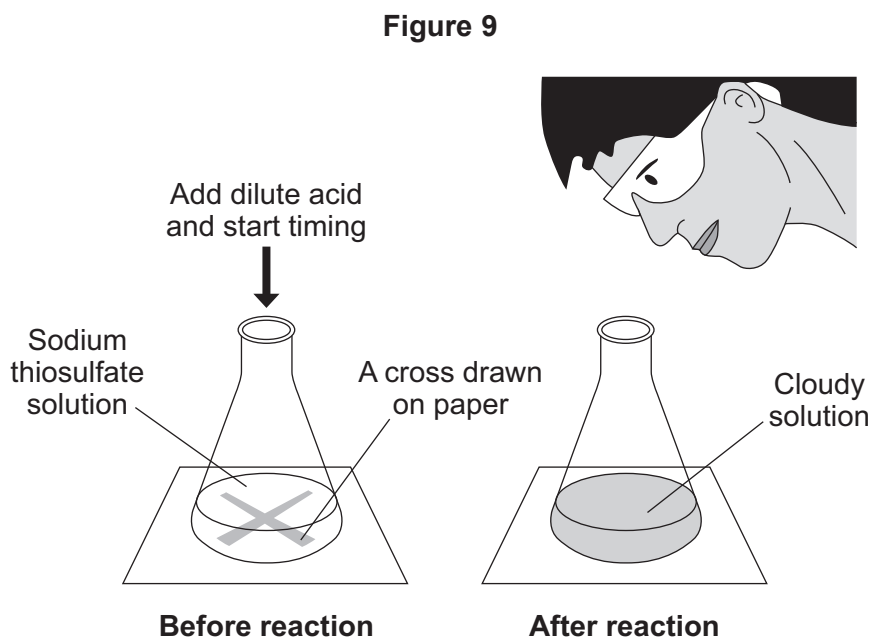 Figure 9
Add dilute acid
and start timing
Sodium
thiosulfate
solution
A cross drawn
on paper
Cloudy
solution
Before reaction
After reaction